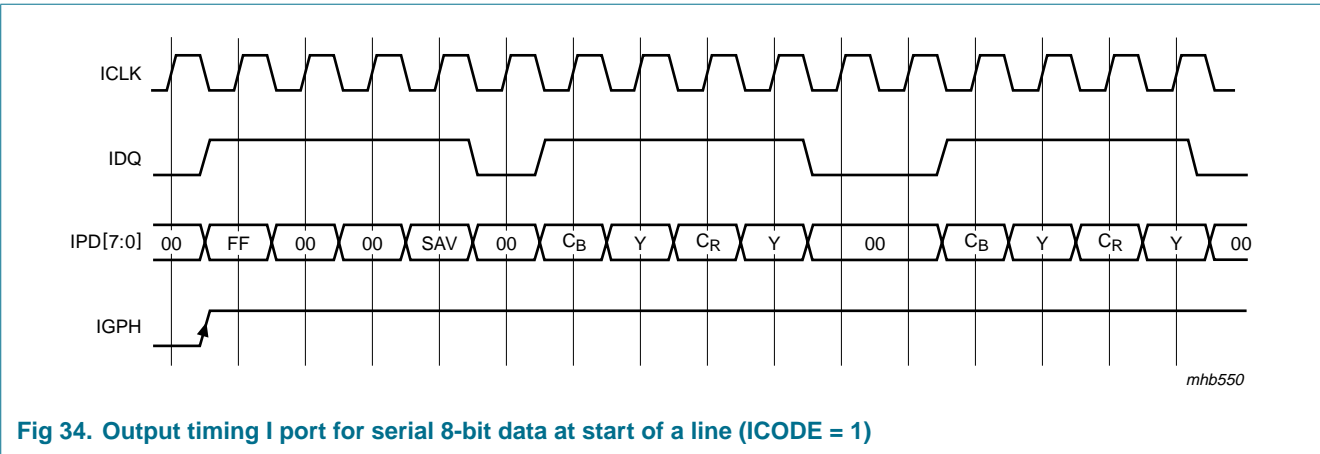 ICLK
IDQ
IPD[7:0] 00 FF 00 00 SAV 00 CB Y CR Y 00 CB Y CR Y 00
IGPH
mhb550
Fig 34. Output timing I port for serial 8-bit data at start of a line (ICODE = 1)